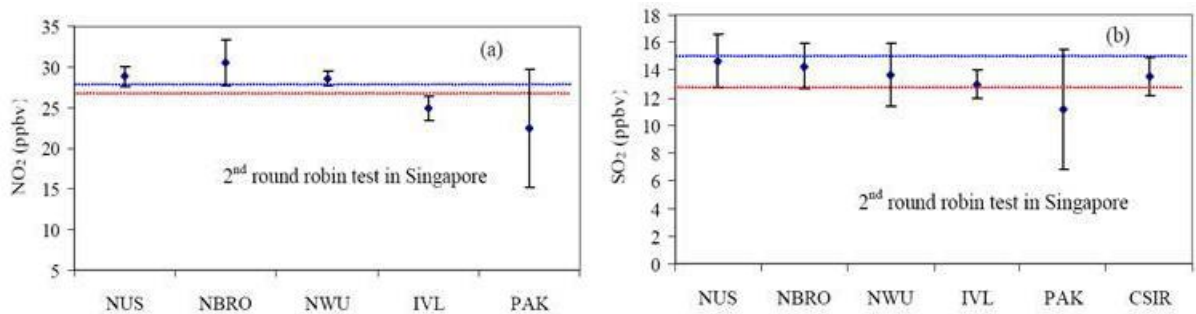 35
30
25
20
15
10
5
NO₂ (ppbv)
(a)
2nd round robin test in Singapore
NUS NBRO NWU IVL PAK
18
16
14
12
10
8
6
4
2
0
SO₂ (ppbv)
(b)
2nd round robin test in Singapore
NUS NBRO NWU IVL PAK CSIR